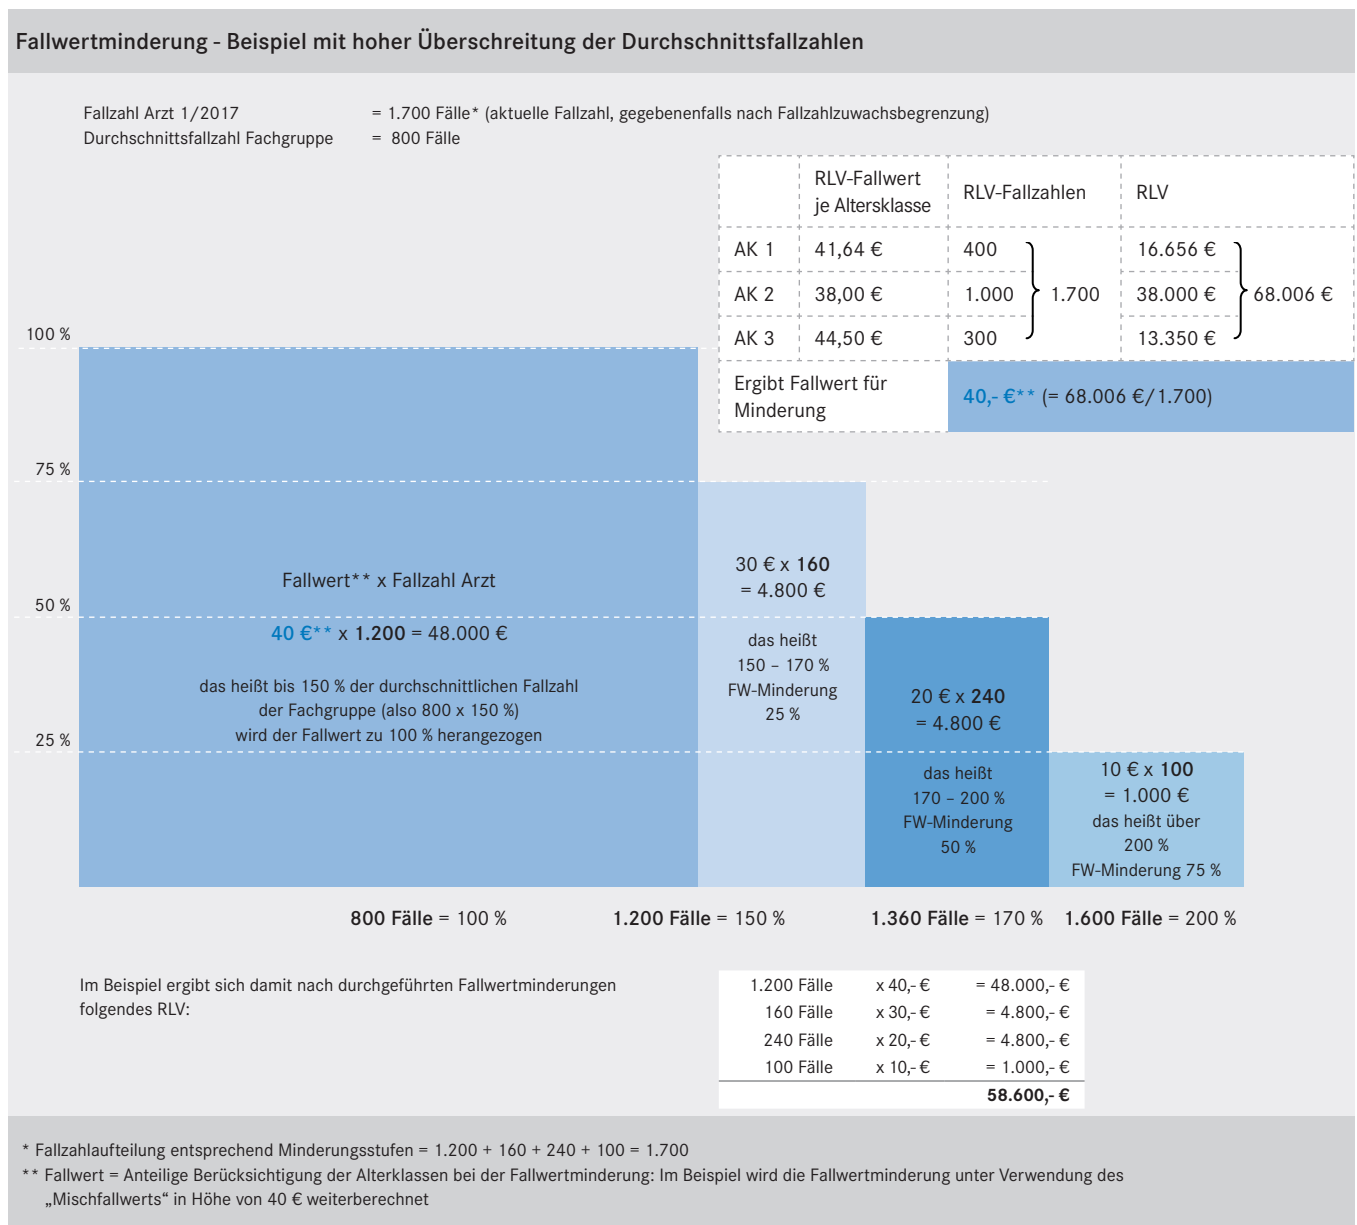 Fallwertminderung - Beispiel mit hoher Überschreitung der Durchschnittsfallzahlen
Fallzahl Arzt 1/2017 = 1.700 Fälle* (aktuelle Fallzahl, gegebenenfalls nach Fallzahlzuwachsbegrenzung)
Durchschnittsfallzahl Fachgruppe = 800 Fälle
RLV-Fallwert
je Altersklasse
RLV-Fallzahlen
RLV
AK 1 41,64 € 400 16.656 €
AK 2 38,00 € 1.000 1.700 38.000 € 68.006 €
AK 3 44,50 € 300 13.350 €
Ergibt Fallwert für
Minderung
40,- €** (= 68.006 €/1.700)
100 %
75 %
50 %
25 %
Fallwert** x Fallzahl Arzt
40 €** x 1.200 = 48.000 €
das heißt bis 150 % der durchschnittlichen Fallzahl
der Fachgruppe (also 800 x 150 %)
wird der Fallwert zu 100 % herangezogen
30 € x 160
= 4.800 €
das heißt
150 – 170 %
FW-Minderung
25 %
20 € x 240
= 4.800 €
das heißt
170 – 200 %
FW-Minderung
50 %
10 € x 100
= 1.000 €
das heißt über
200 %
FW-Minderung 75 %
800 Fälle = 100 % 1.200 Fälle = 150 % 1.360 Fälle = 170 % 1.600 Fälle = 200 %
Im Beispiel ergibt sich damit nach durchgeführten Fallwertminderungen
folgendes RLV:
1.200 Fälle x 40,- € = 48.000,- €
160 Fälle x 30,- € = 4.800,- €
240 Fälle x 20,- € = 4.800,- €
100 Fälle x 10,- € = 1.000,- €
58.600,- €
* Fallzahlaufteilung entsprechend Minderungsstufen = 1.200 + 160 + 240 + 100 = 1.700
** Fallwert = Anteilige Berücksichtigung der Alterklassen bei der Fallwertminderung: Im Beispiel wird die Fallwertminderung unter Verwendung des
„Mischfallwerts“ in Höhe von 40 € weiterberechnet